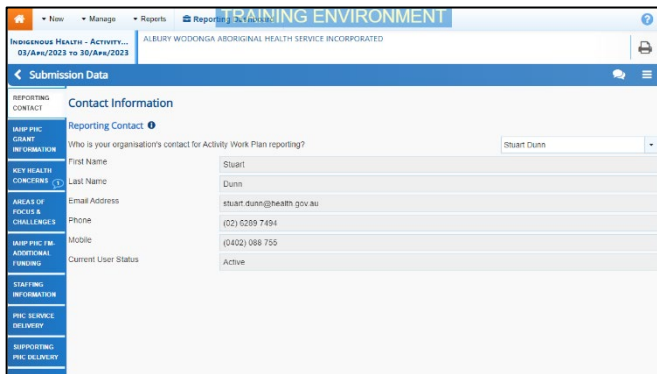 New Manage Reports Reporting TRAINING ENVIRONMENT
INDIGENOUS HEALTH - ACTIVITY...
03/APR/2023 TO 30/APR/2023
ALBURY WODONGA ABORIGINAL HEALTH SERVICE INCORPORATED
Submission Data
REPORTING
CONTACT
IAHP PHC
GRANT
INFORMATION
KEY HEALTH
CONCERNS
AREAS OF
FOCUS &
CHALLENGES
IAHP PHC FM-
ADDITIONAL
FUNDING
STAFFING
INFORMATION
PHC SERVICE
DELIVERY
SUPPORTING
PHC DELIVERY
Contact Information
Reporting Contact
Who is your organisation's contact for Activity Work Plan reporting? Stuart Dunn
First Name Stuart
Last Name Dunn
Email Address stuart.dunn@health.gov.au
Phone (02) 6289 7494
Mobile (0402) 088 755
Current User Status Active